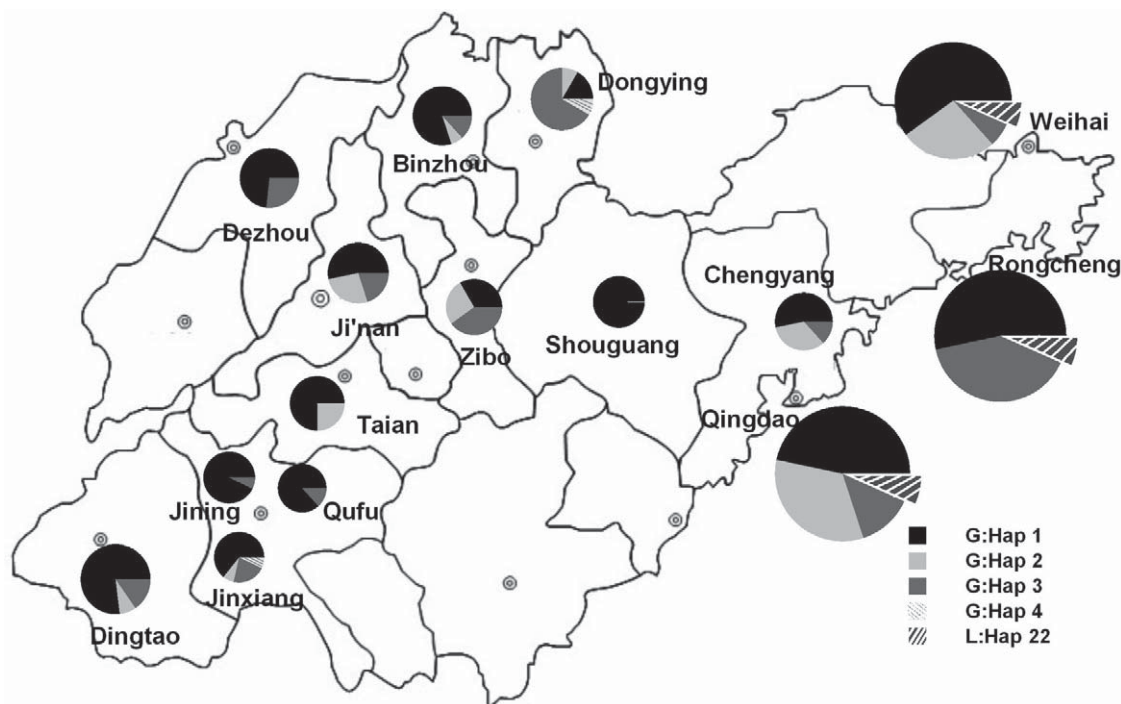 Dongying
Weihai
Binzhou
Dezhou
Rongcheng
Chengyang
Ji'nan
Zibo
Shouguang
Taian
Qingdao
Jining
Qufu
Jinxiang
Dingtao
G:Hap 1
G:Hap 2
G:Hap 3
G:Hap 4
L:Hap 22